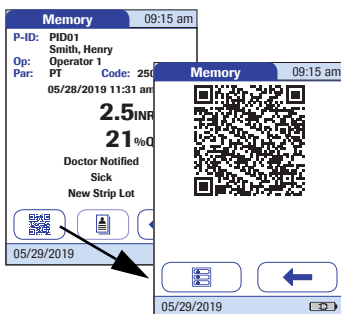 Memory 09:15 am
P-ID: PID01
Smith, Henry
Op: Operator 1
Par: PT Code: 250
05/28/2019 11:31 am
2.5INR
21%Q
Doctor Notified
Sick
New Strip Lot
05/29/2019
Memory 09:15 am
05/29/2019